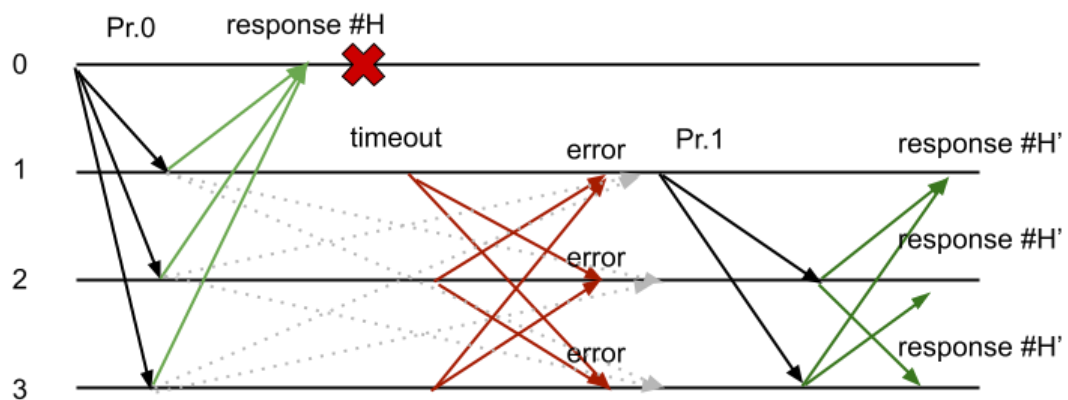 Pr.0
response #H
0
timeout
error
Pr.1
response #H’
1
error
response #H’
2
error
response #H’
3